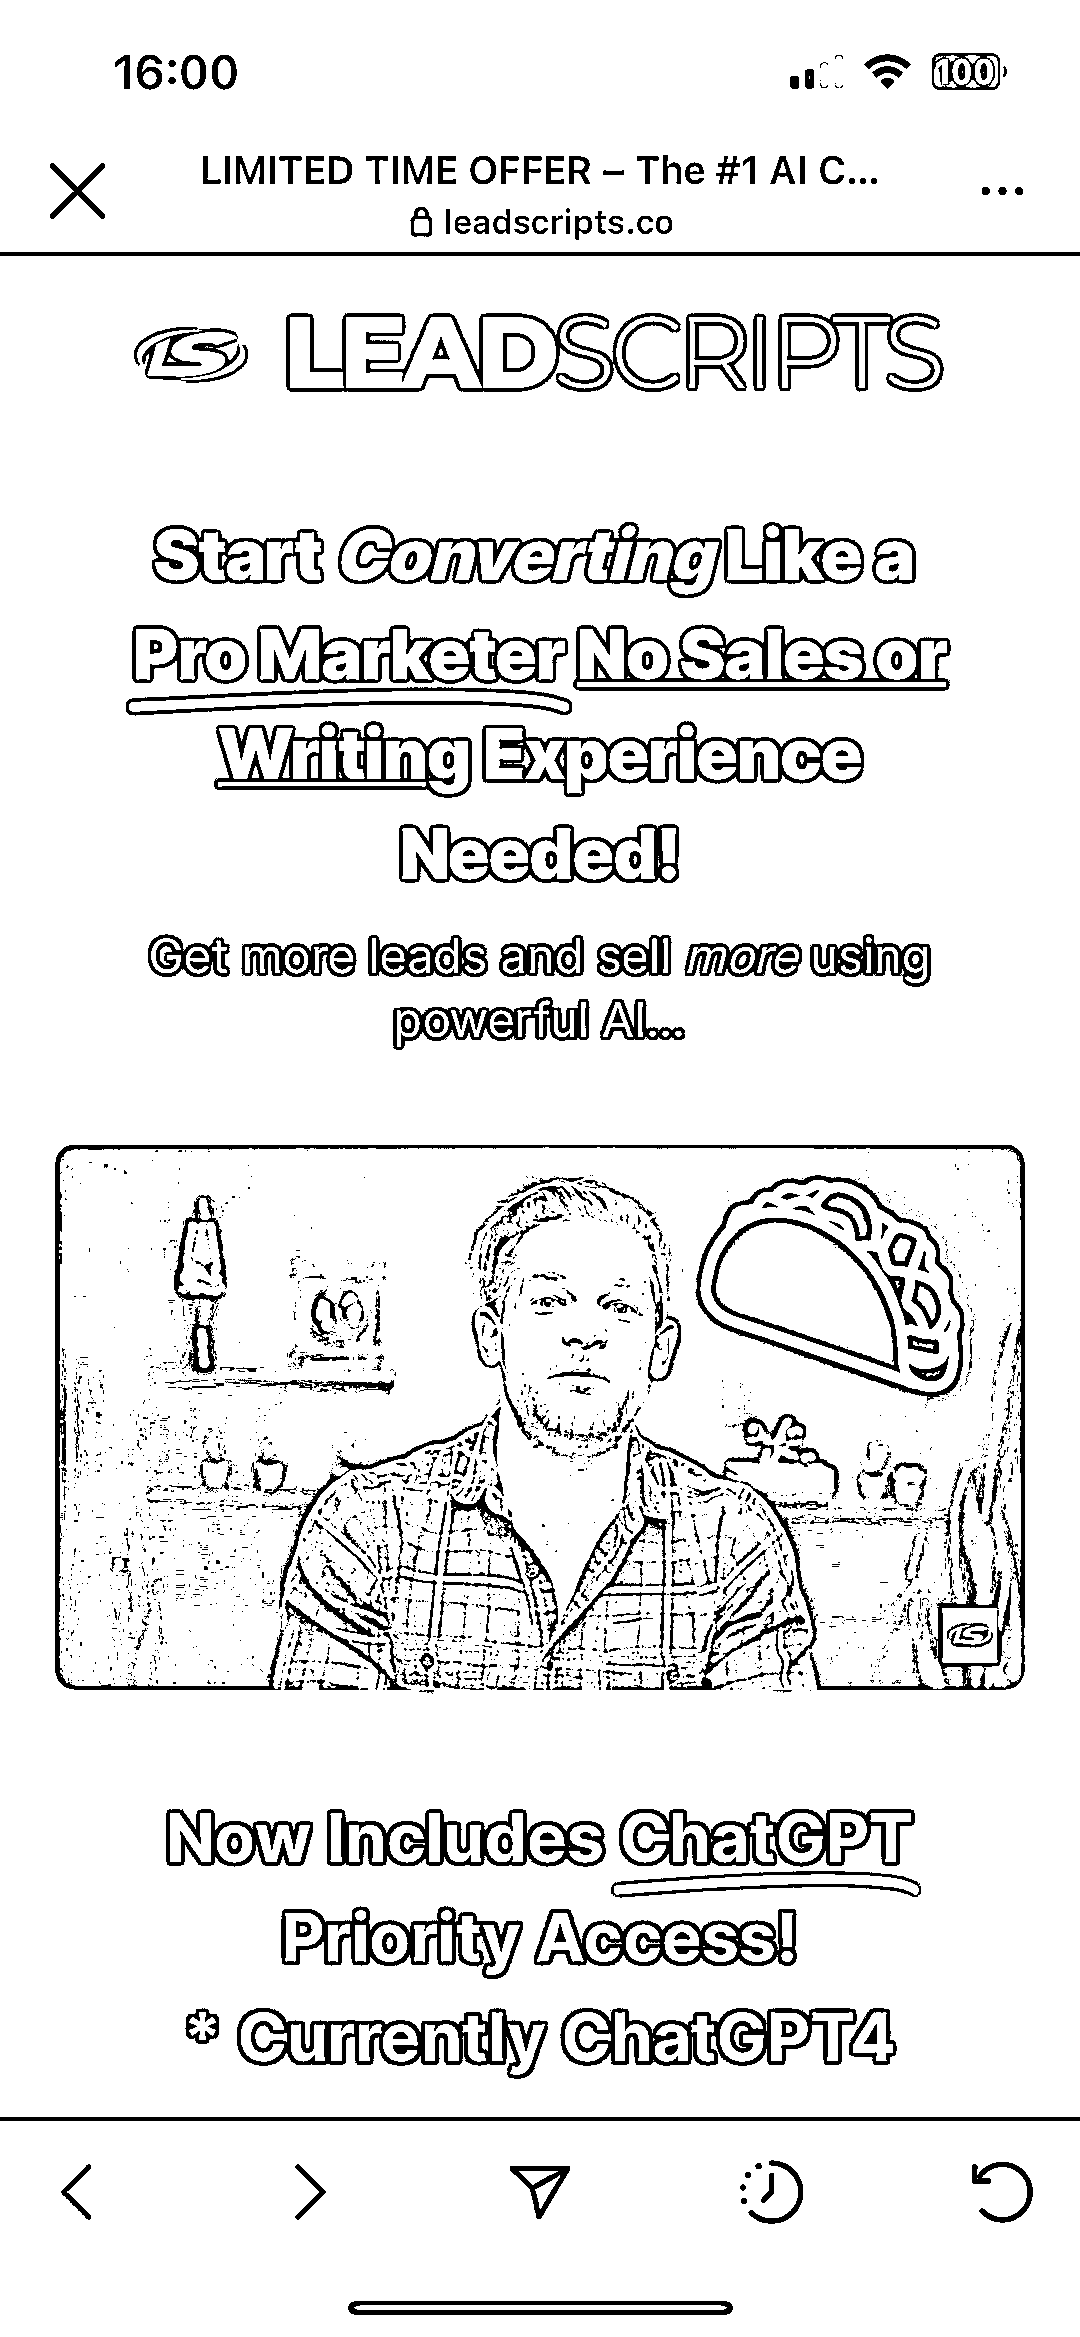 16:00
100
LIMITED TIME OFFER – The #1 AI C...
leadscripts.co
LS LEADSCRIPTS
Start Converting Like a
Pro Marketer No Sales or
Writing Experience
Needed!
Get more leads and sell more using
powerful AI...
LS
Now Includes ChatGPT
Priority Access!
* Currently ChatGPT4